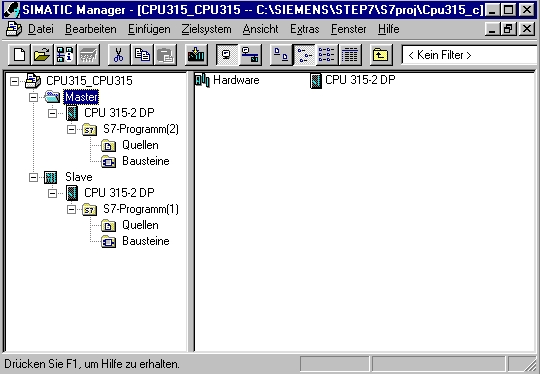 SIMATIC Manager - [CPU315_CPU315 -- C:\SIEMENS\STEP7\S7proj\Cpu315_c]
Datei Bearbeiten Einfügen Zielsystem Ansicht Extras Fenster Hilfe
< Kein Filter >
CPU315_CPU315
Master
CPU 315-2 DP
S7-Programm(2)
Quellen
Bausteine
Slave
CPU 315-2 DP
S7-Programm(1)
Quellen
Bausteine
Hardware CPU 315-2 DP
Drücken Sie F1, um Hilfe zu erhalten.